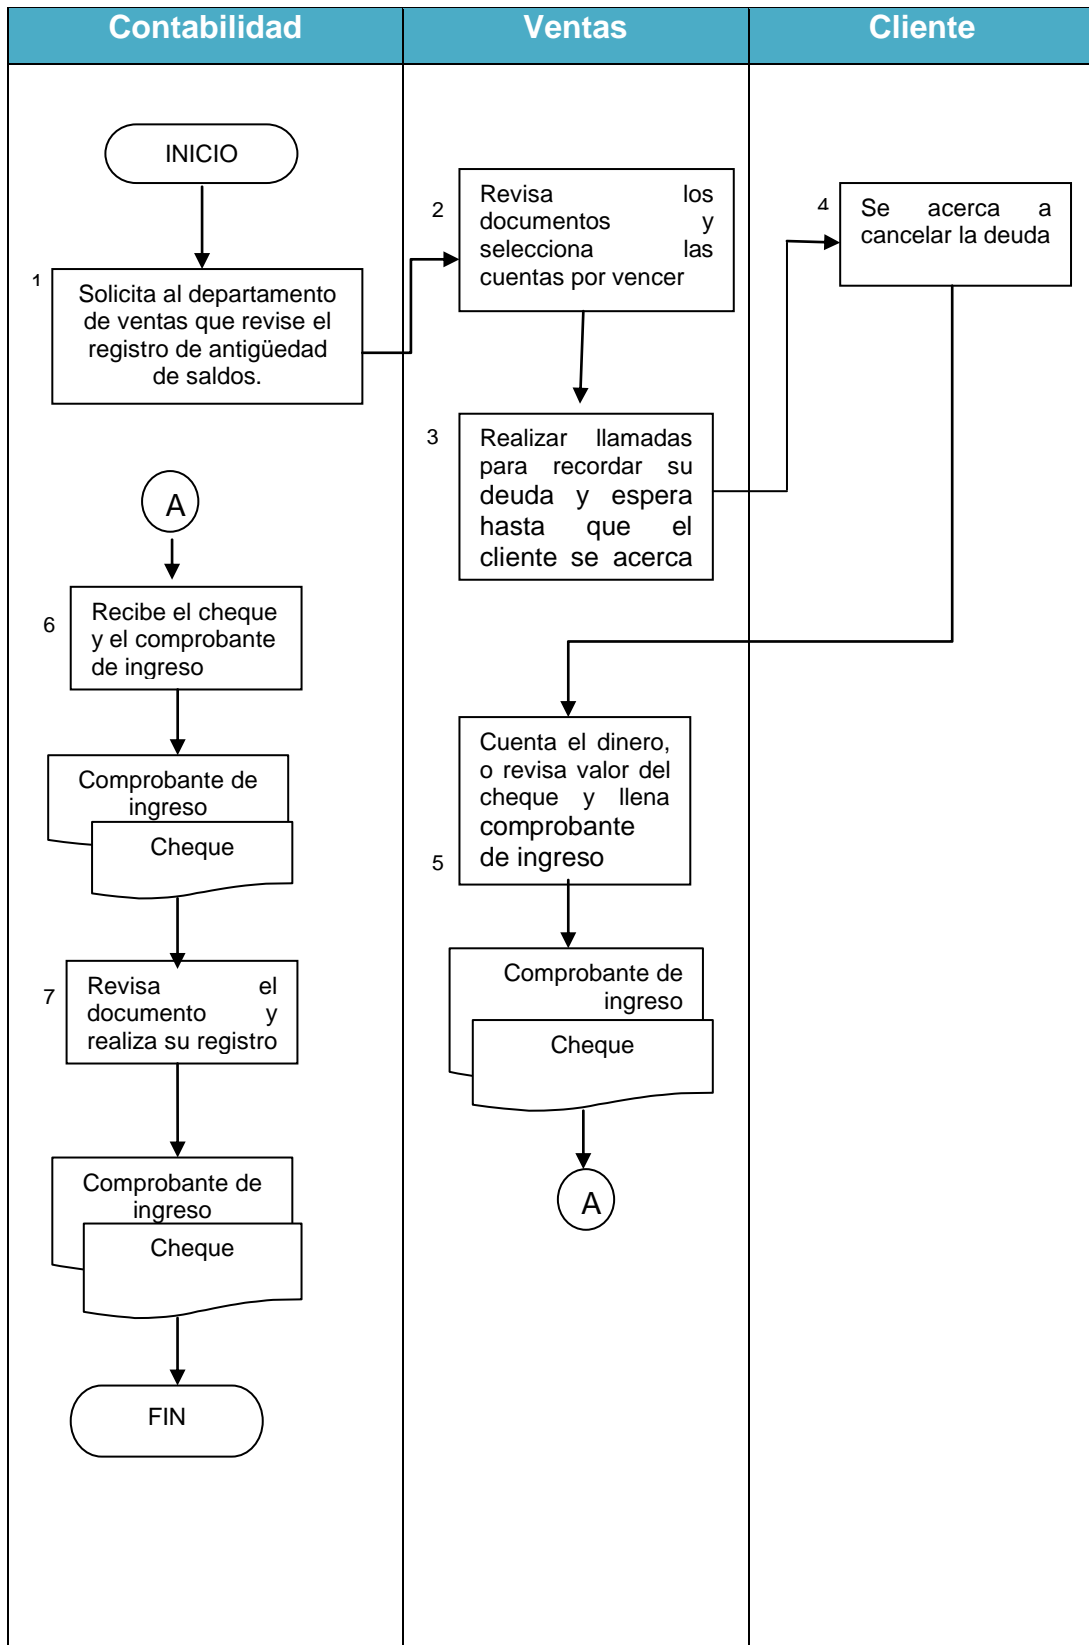 Contabilidad
Ventas
Cliente
INICIO
1
Solicita al departamento
de ventas que revise el
registro de antigüedad
de saldos.
2
Revisa los
documentos y
selecciona las
cuentas por vencer
3
Realizar llamadas
para recordar su
deuda y espera
hasta que el
cliente se acerca
4
Se acerca a
cancelar la deuda
5
Cuenta el dinero,
o revisa valor del
cheque y llena
comprobante
de ingreso
Comprobante de
ingreso
Cheque
A
A
6
Recibe el cheque
y el comprobante
de ingreso
Comprobante de
ingreso
Cheque
7
Revisa el
documento y
realiza su registro
Comprobante de
ingreso
Cheque
FIN